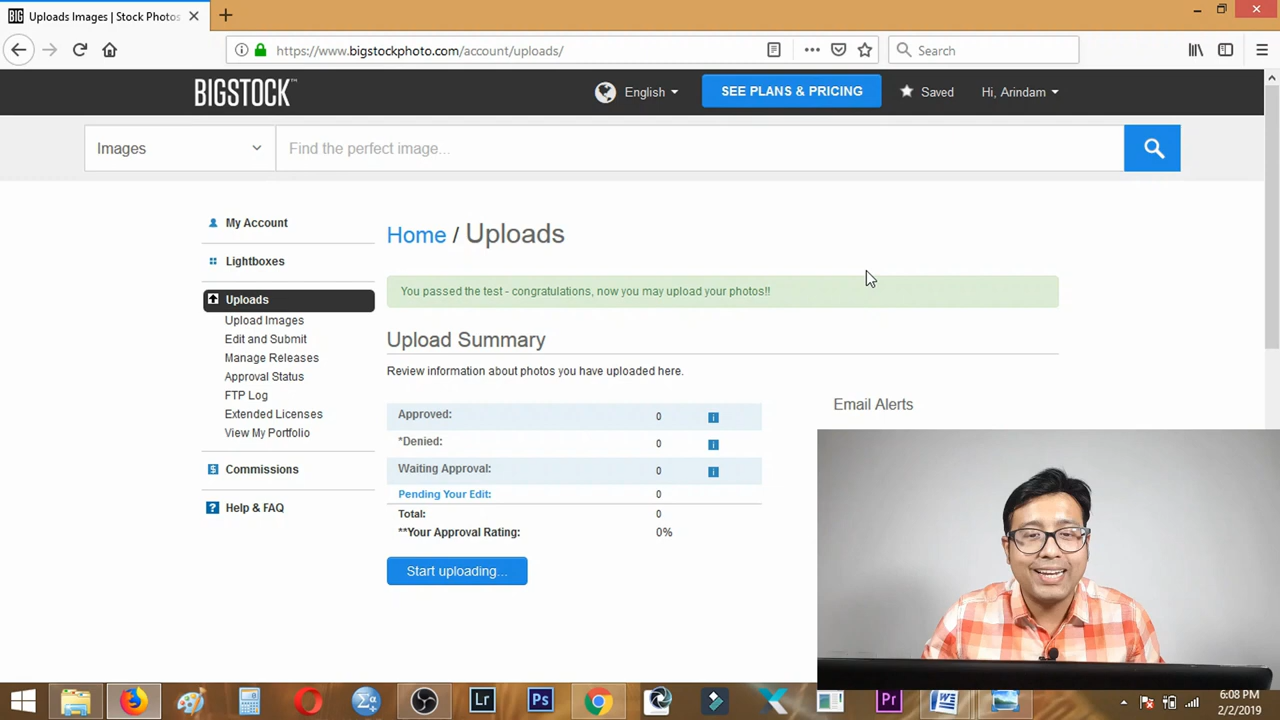 BIG Uploads Images | Stock Photos
https://www.bigstockphoto.com/account/uploads/
Search
BIGSTOCK™
English
SEE PLANS & PRICING
Saved
Hi, Arindam
Images
Find the perfect image...
My Account
Lightboxes
Uploads
Upload Images
Edit and Submit
Manage Releases
Approval Status
FTP Log
Extended Licenses
View My Portfolio
Commissions
Help & FAQ
Home / Uploads
You passed the test - congratulations, now you may upload your photos!!
Upload Summary
Review information about photos you have uploaded here.
Approved: 0
*Denied: 0
Waiting Approval: 0
Pending Your Edit: 0
Total: 0
**Your Approval Rating: 0%
Start uploading...
Email Alerts
Lr
Ps
Pr
6:08 PM
2/2/2019